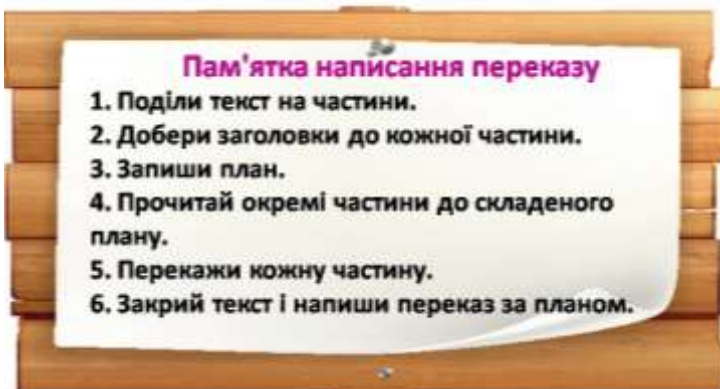 Пам'ятка написання переказу
1. Поділи текст на частини.
2. Добери заголовки до кожної частини.
3. Запиши план.
4. Прочитай окремі частини до складеного
плану.
5. Перекажи кожну частину.
6. Закрий текст і напиши переказ за планом.